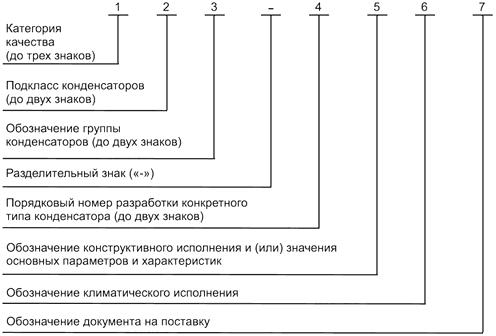 1 2 3 – 4 5 6 7
Категория
качества
(до трех знаков)
Подкласс конденсаторов
(до двух знаков)
Обозначение группы
конденсаторов (до двух знаков)
Разделительный знак («-»)
Порядковый номер разработки конкретного
типа конденсатора (до двух знаков)
Обозначение конструктивного исполнения и (или) значения
основных параметров и характеристик
Обозначение климатического исполнения
Обозначение документа на поставку